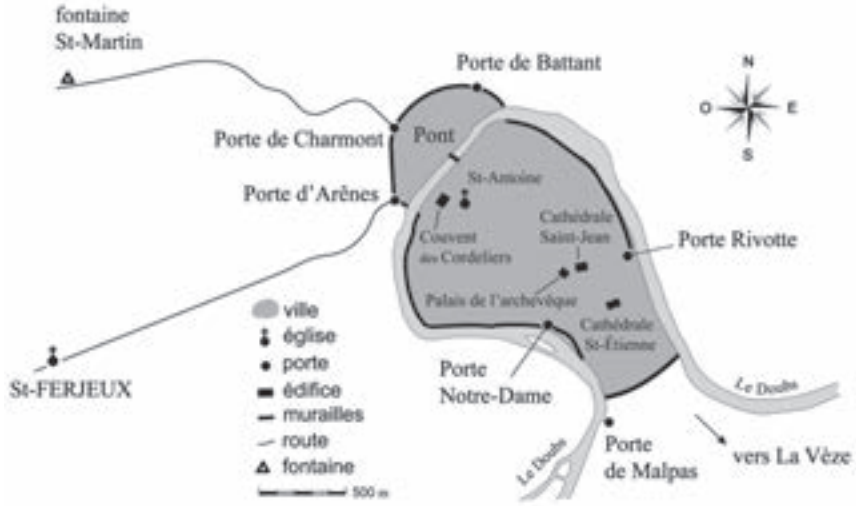 fontaine
St-Martin
Porte de Battant
N
O
E
S
Porte de Charmont
Pont
St-Antoine
Porte d'Arènes
Couvent
des Cordeliers
Cathédrale
Saint-Jean
Porte Rivotte
Palais de l'archevêque
Cathédrale
St-Étienne
ville
église
porte
édifice
murailles
route
fontaine
500 m
St-FERJEUX
Porte
Notre-Dame
Le Doubs
Le Doubs
Porte
de Malpas
vers La Vèze